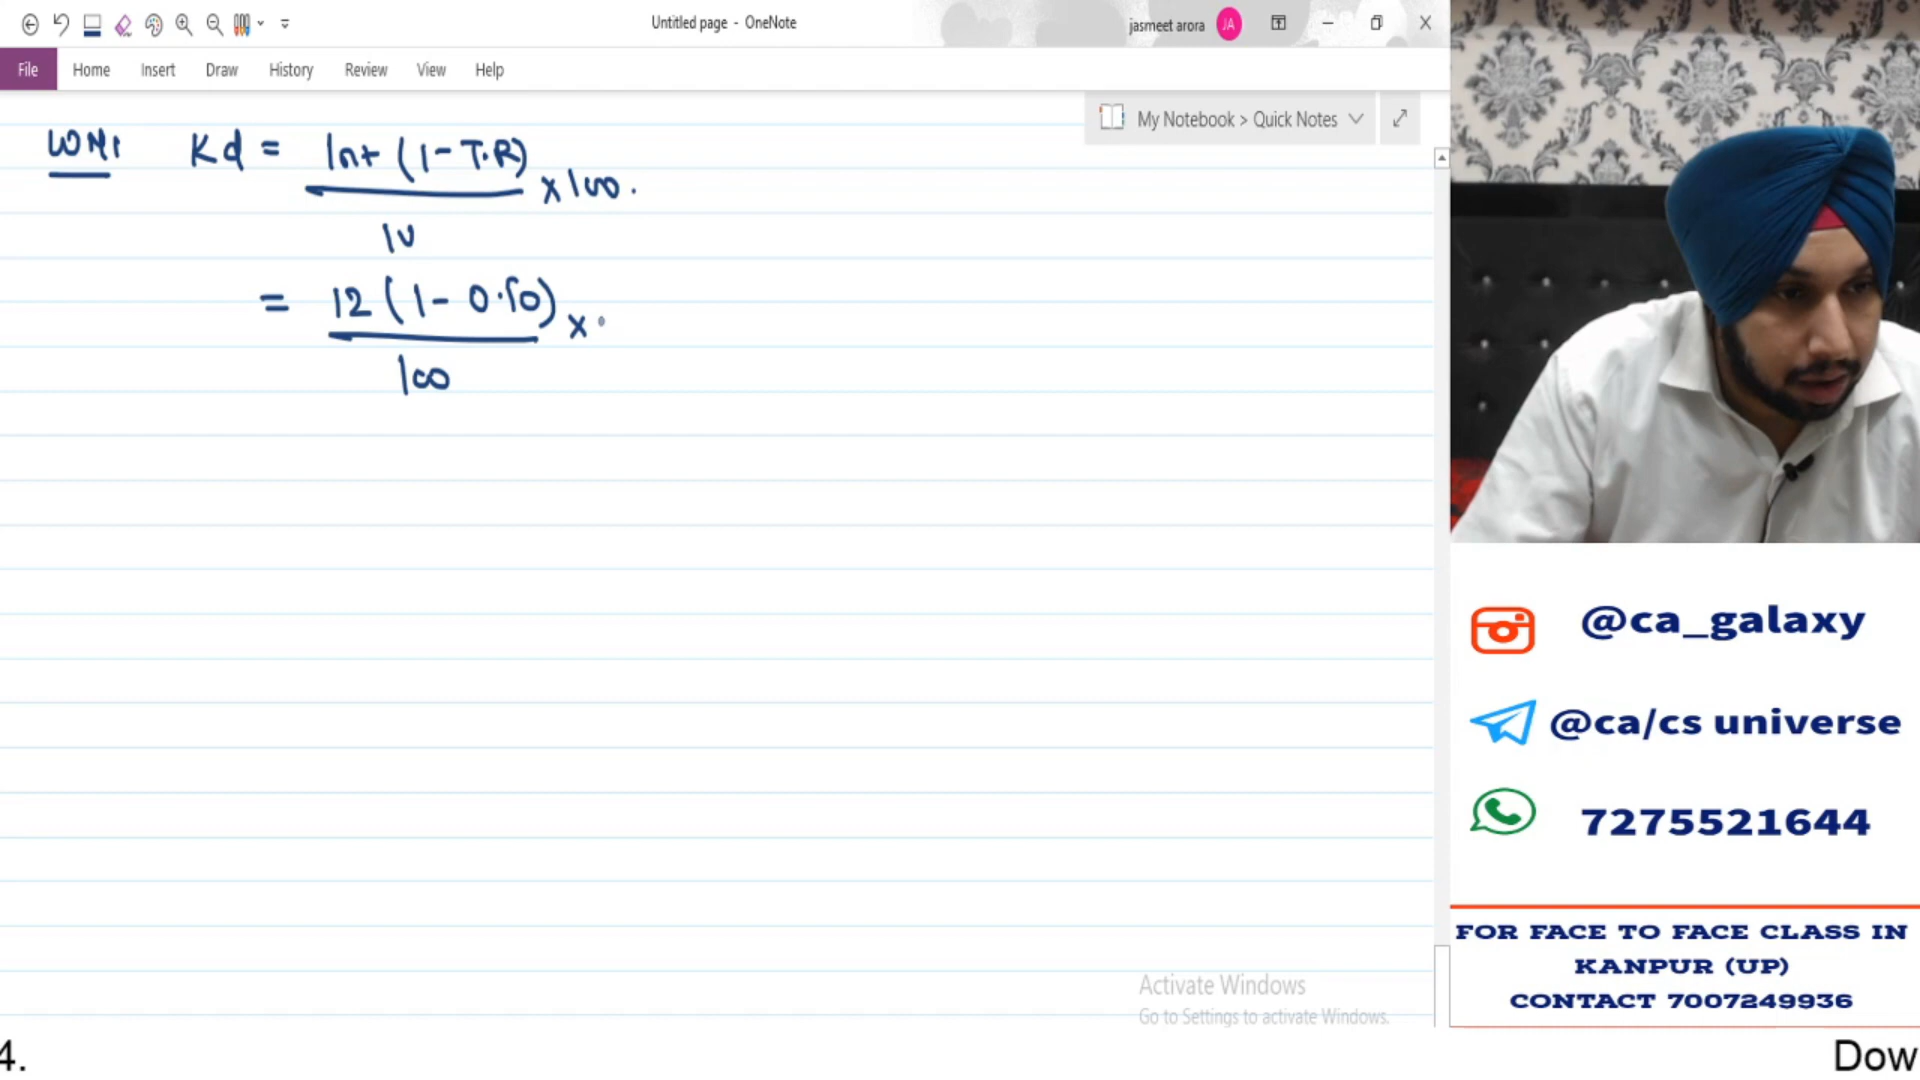 Untitled page - OneNote
jasmeet arora JA
File Home Insert Draw History Review View Help
My Notebook > Quick Notes
WN1 Kd = Int (1 - T.R) × 100.
IV
= 12 (1 - 0.50) ×
100
@ca_galaxy
@ca/cs universe
7275521644
FOR FACE TO FACE CLASS IN
KANPUR (UP)
CONTACT 7007249936
Activate Windows
Go to Settings to activate Windows.
4. Dow